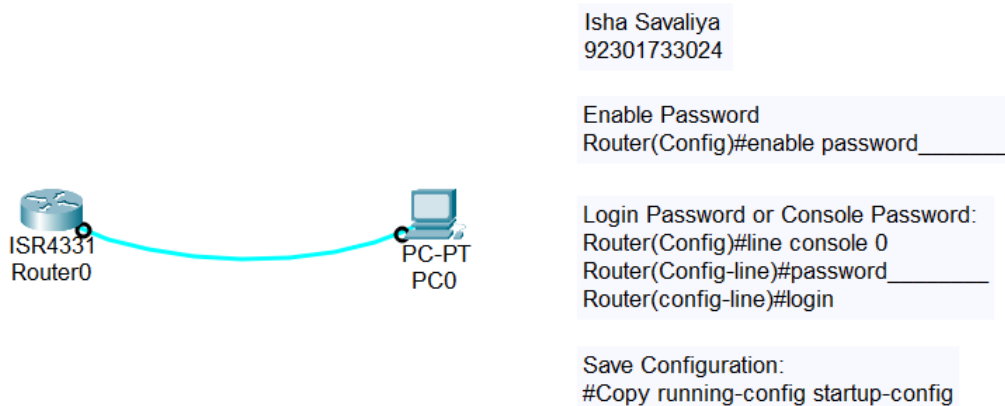 Isha Savaliya
92301733024
Enable Password
Router(Config)#enable password_______
Login Password or Console Password:
Router(Config)#line console 0
Router(Config-line)#password________
Router(config-line)#login
Save Configuration:
#Copy running-config startup-config
ISR4331
Router0
PC-PT
PC0